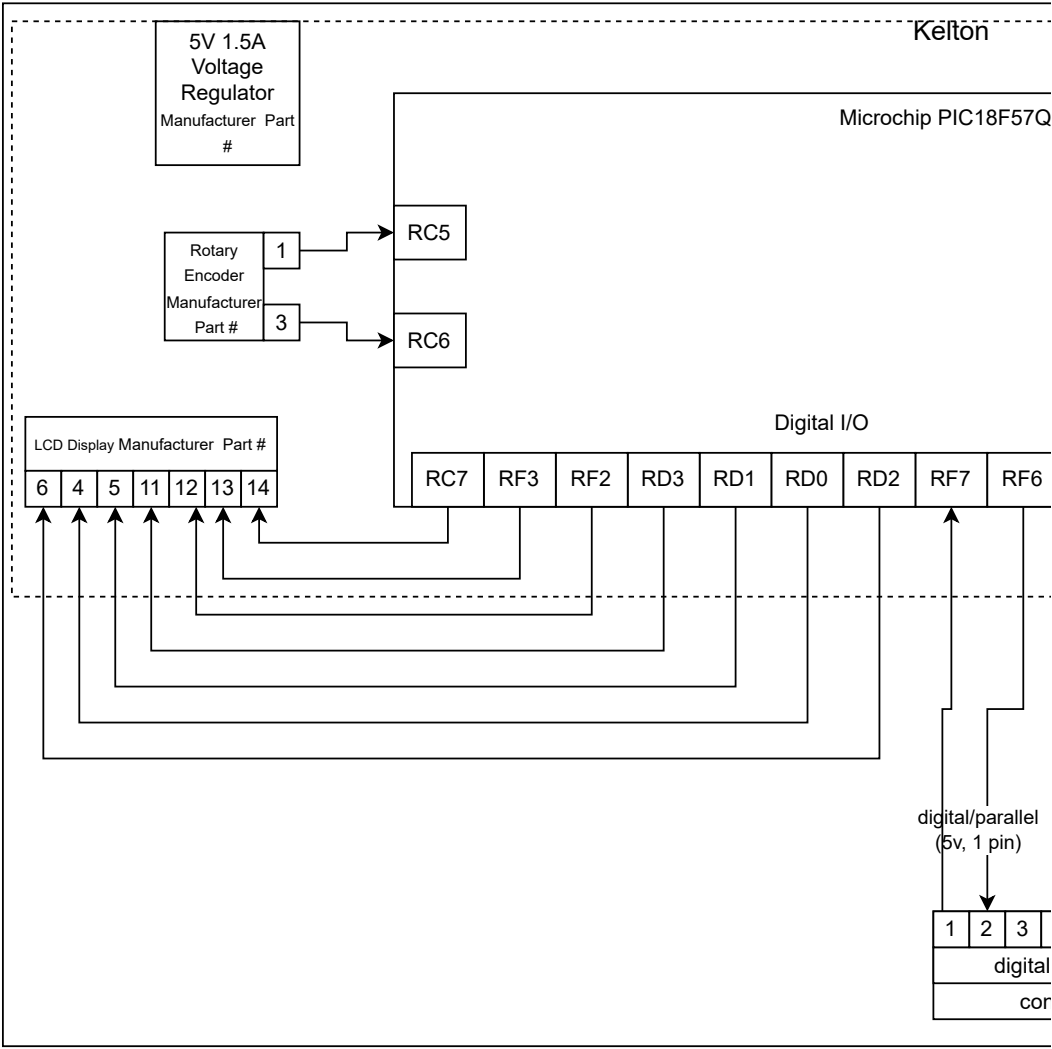 Kelton
5V 1.5A
Voltage
Regulator
Manufacturer Part
#
Microchip PIC18F57Q
RC5
Rotary
Encoder
Manufacturer
Part #
1
3
RC6
Digital I/O
LCD Display Manufacturer Part #
6 4 5 11 12 13 14
RC7 RF3 RF2 RD3 RD1 RD0 RD2 RF7 RF6
digital/parallel
(5v, 1 pin)
1 2 3
digital
con